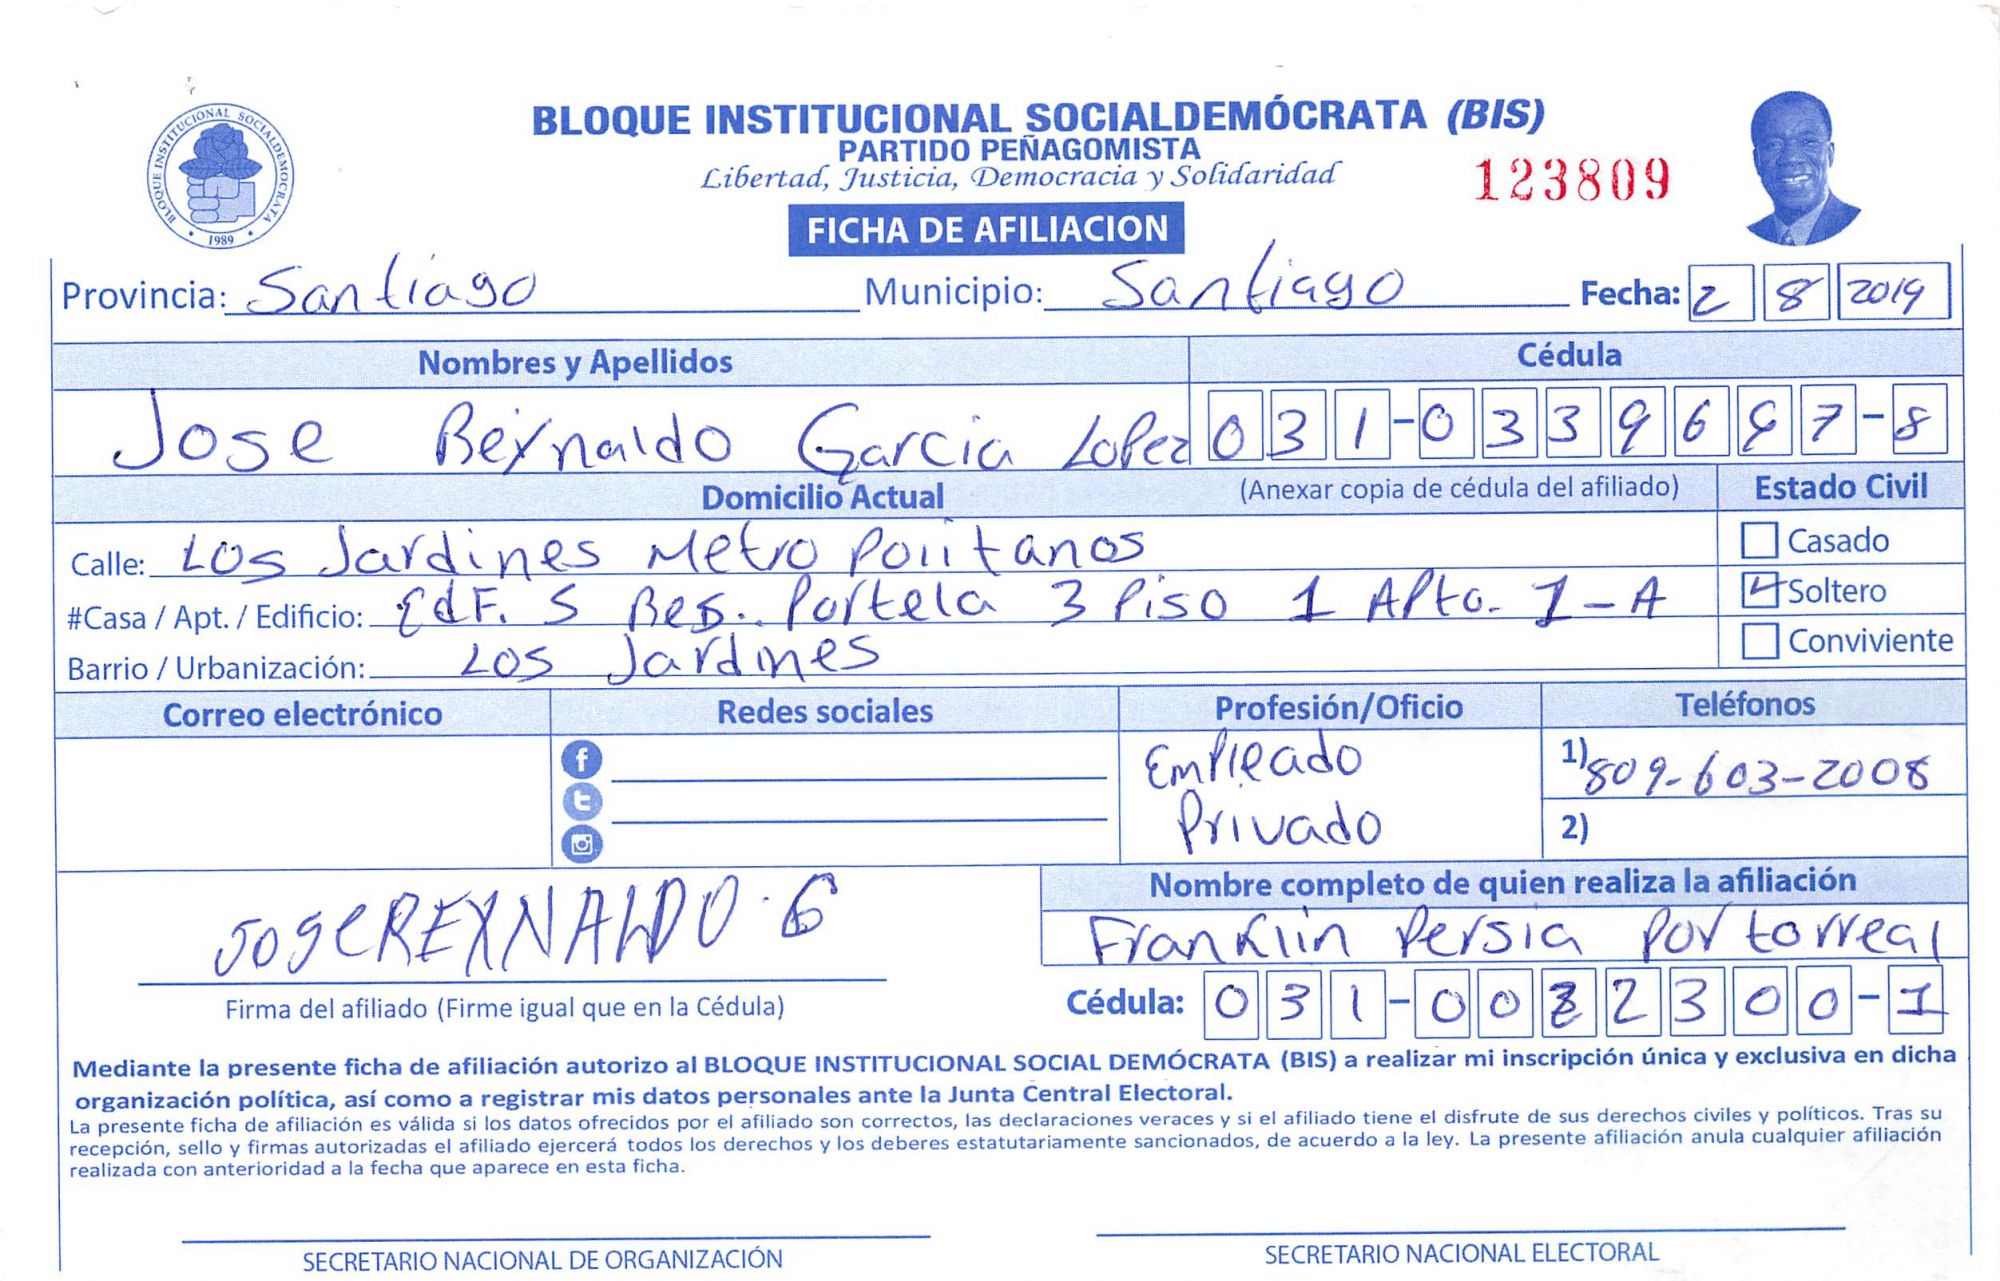 BLOQUE INSTITUCIONAL SOCIALDEMOCRATA
1989
BLOQUE INSTITUCIONAL SOCIALDEMÓCRATA (BIS)
PARTIDO PEÑAGOMISTA
Libertad, Justicia, Democracia y Solidaridad
123809
FICHA DE AFILIACION
Provincia: Santiago Municipio: Santiago Fecha: 2 8 2019
Nombres y Apellidos Cédula
Jose Reynaldo Garcia Lopez 031-0339697-8
Domicilio Actual (Anexar copia de cédula del afiliado) Estado Civil
Calle: Los Jardines Metropolitanos Casado
#Casa / Apt. / Edificio: Edf. 5 Res. Portela 3 Piso 1 Apto. 1-A Soltero
Barrio / Urbanización: Los Jardines Conviviente
Correo electrónico Redes sociales Profesión/Oficio Teléfonos
Empleado 1) 809-603-2008
Privado 2)
Nombre completo de quien realiza la afiliación
JOSE REYNALDO. G Franklin Persia Portorreal
Firma del afiliado (Firme igual que en la Cédula) Cédula: 031-0022300-1
Mediante la presente ficha de afiliación autorizo al BLOQUE INSTITUCIONAL SOCIAL DEMÓCRATA (BIS) a realizar mi inscripción única y exclusiva en dicha
organización política, así como a registrar mis datos personales ante la Junta Central Electoral.
La presente ficha de afiliación es válida si los datos ofrecidos por el afiliado son correctos, las declaraciones veraces y si el afiliado tiene el disfrute de sus derechos civiles y políticos. Tras su
recepción, sello y firmas autorizadas el afiliado ejercerá todos los derechos y los deberes estatutariamente sancionados, de acuerdo a la ley. La presente afiliación anula cualquier afiliación
realizada con anterioridad a la fecha que aparece en esta ficha.
SECRETARIO NACIONAL DE ORGANIZACIÓN SECRETARIO NACIONAL ELECTORAL